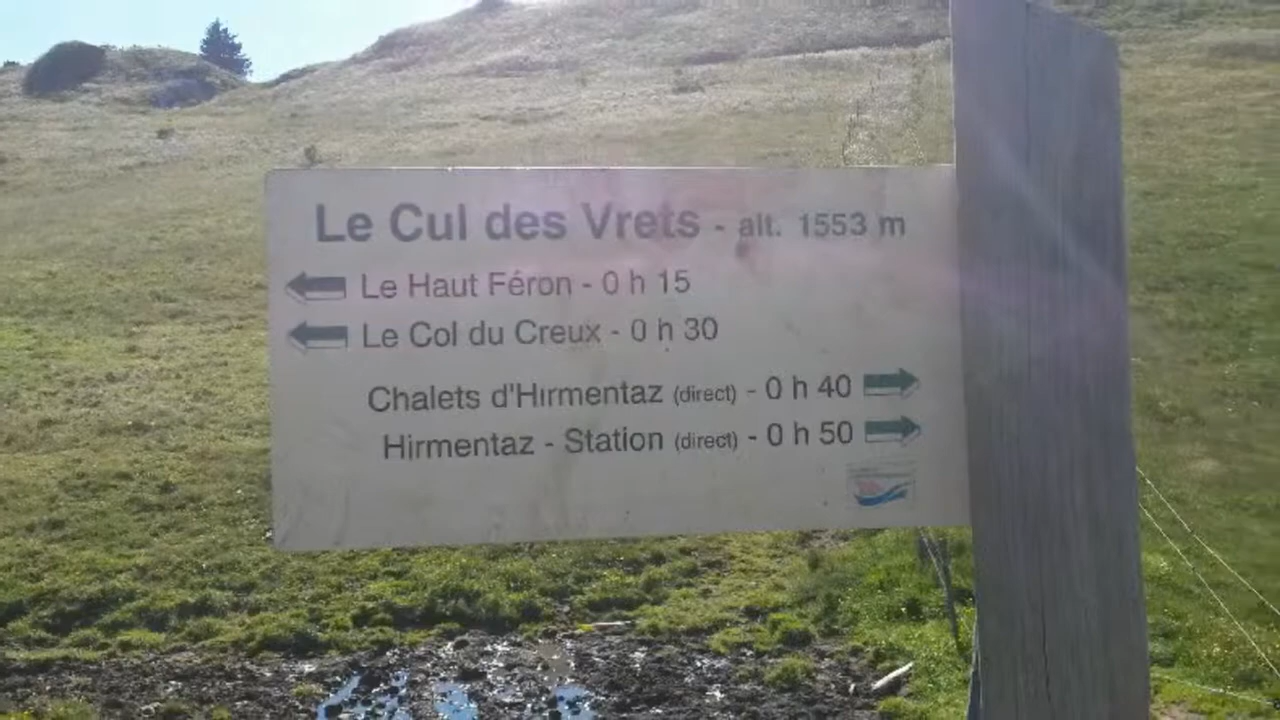 Le Cul des Vrets - alt. 1553 m
Le Haut Féron - 0 h 15
Le Col du Creux - 0 h 30
Chalets d'Hirmentaz (direct) - 0 h 40
Hirmentaz - Station (direct) - 0 h 50